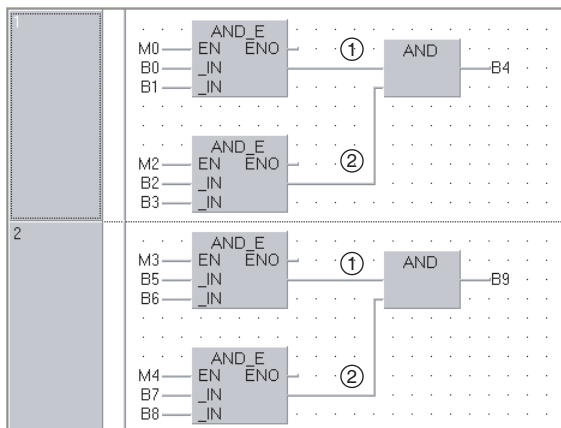 1
AND_E
M0 EN ENO ① AND
B0 _IN B4
B1 _IN
AND_E
M2 EN ENO ②
B2 _IN
B3 _IN
2
AND_E
M3 EN ENO ① AND
B5 _IN B9
B6 _IN
AND_E
M4 EN ENO ②
B7 _IN
B8 _IN